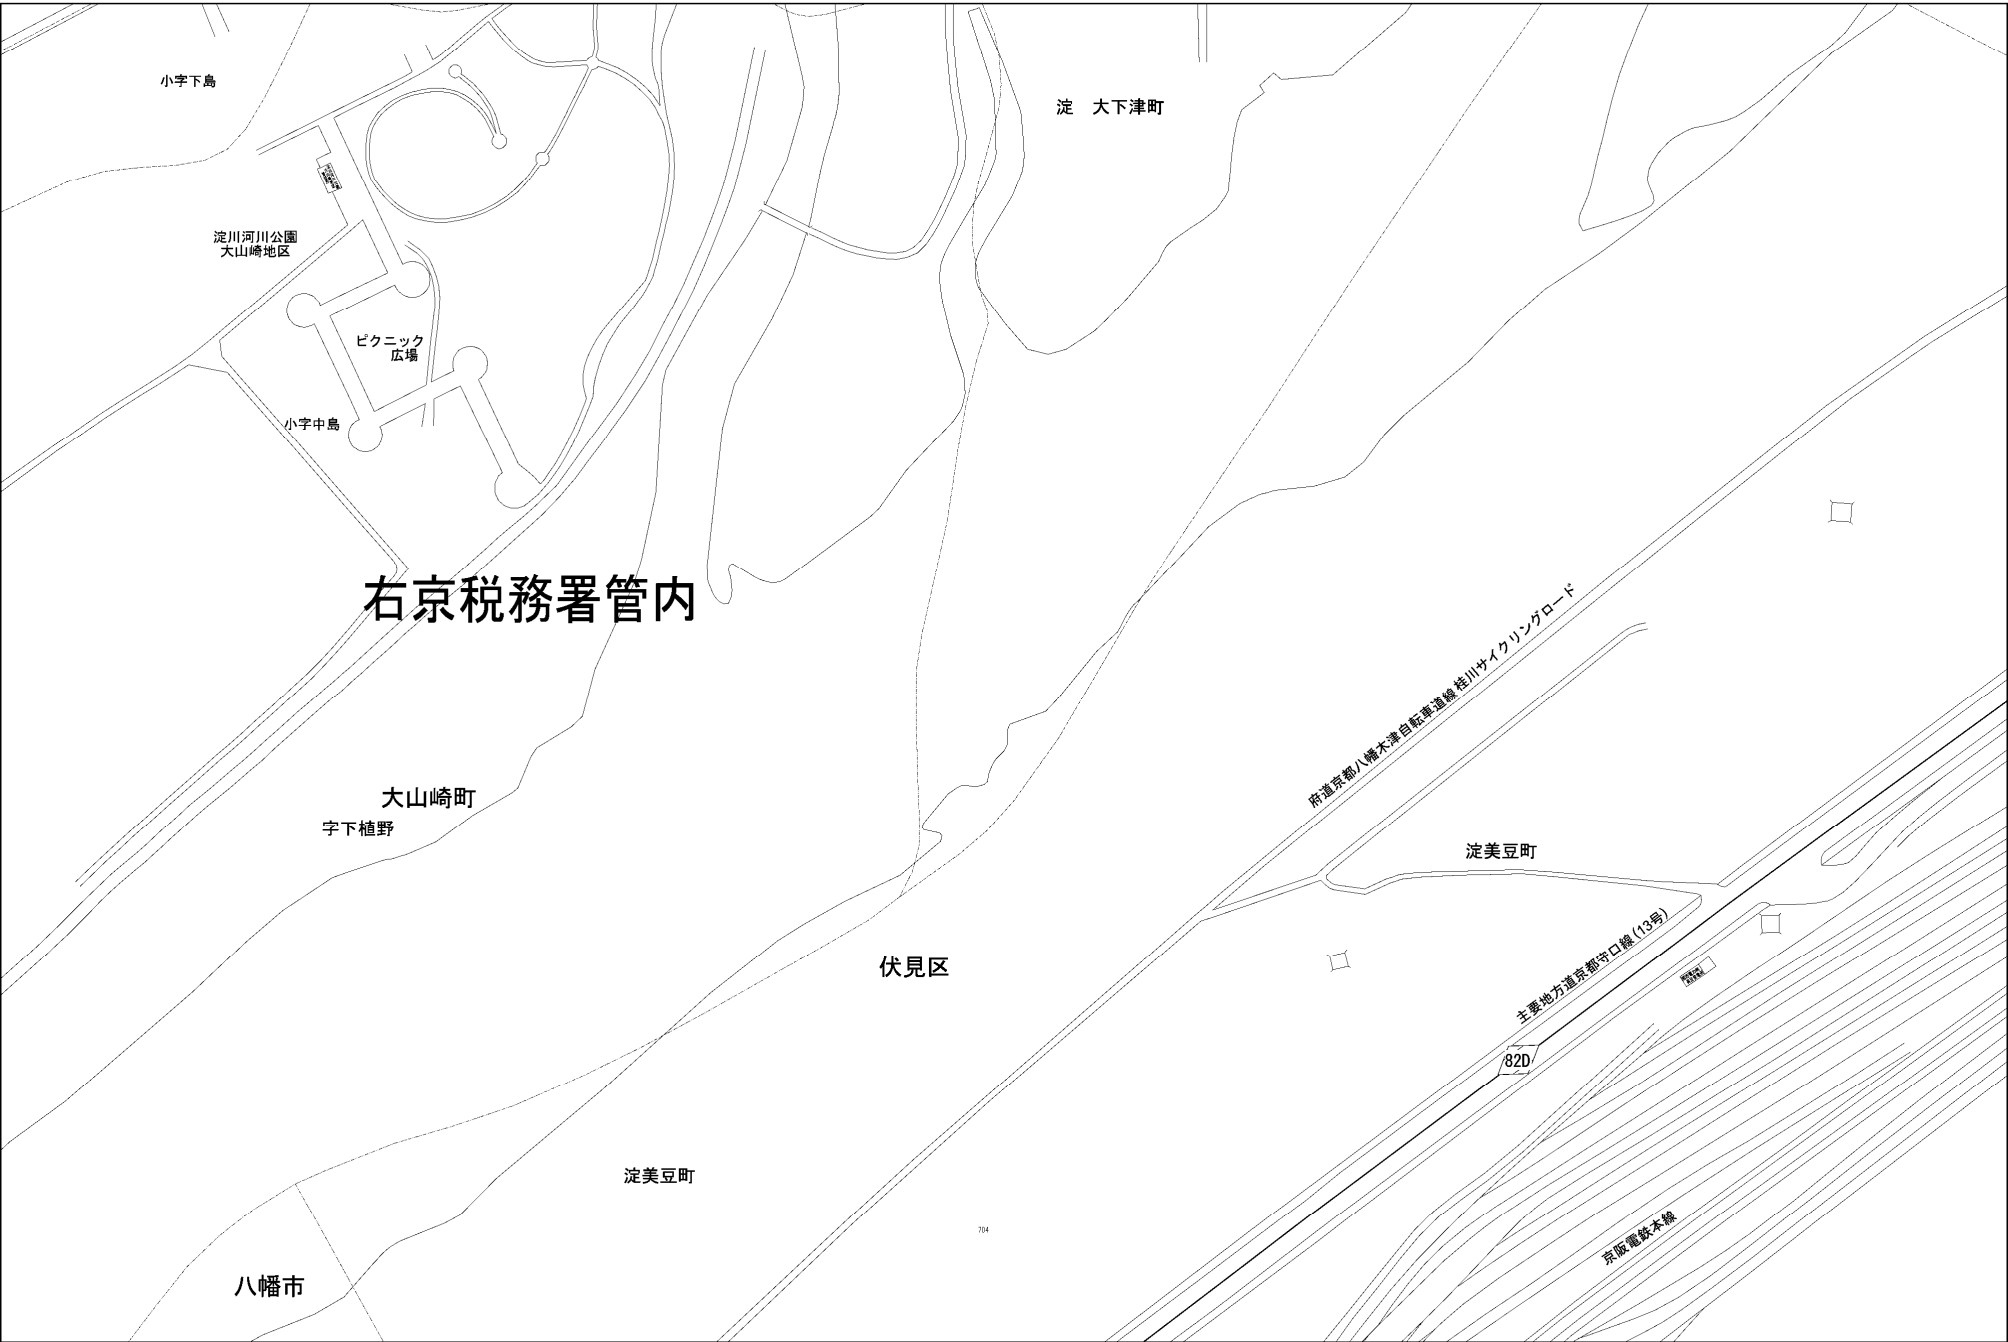 小字下島
淀　大下津町
淀川河川公園
大山崎地区
ピクニック
広場
小字中島
右京税務署管内
府道京都八幡木津自転車道線 桂川サイクリングロード
大山崎町
字下植野
淀美豆町
主要地方道京都守口線(13号)
伏見区
82D
淀美豆町
704
京阪電鉄本線
八幡市